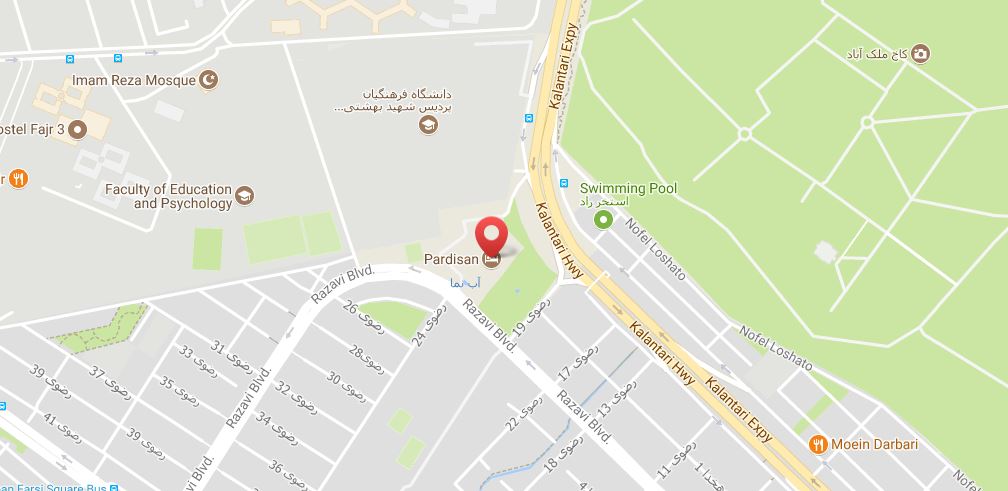 Kalantari Expy
کاخ ملک آباد
Imam Reza Mosque
دانشگاه فرهنگیان
پردیس شهید بهشتی...
ostel Fajr 3
r
Faculty of Education
and Psychology
Swimming Pool
استخر راد
Kalantari Hwy
Nofel Loshato
Pardisan
آب نما
Razavi Blvd.
رضوی 26
رضوی 24
Razavi Blvd.
رضوی 19
Kalantari Hwy
Nofel Loshato
رضوی 33
رضوی 31
رضوی 28
رضوی 17
رضوی 39
رضوی 37
رضوی 35
Razavi Blvd.
رضوی 32
رضوی 30
رضوی 13
Kalantari Expy
رضوی 41
رضوی 39
رضوی 34
رضوی 22
Razavi Blvd.
Moein Darbari
رضوی 36
رضوی 18
رضوی 11
هخدا 1
Blvd.
Nofel
an Farsi Square Bus